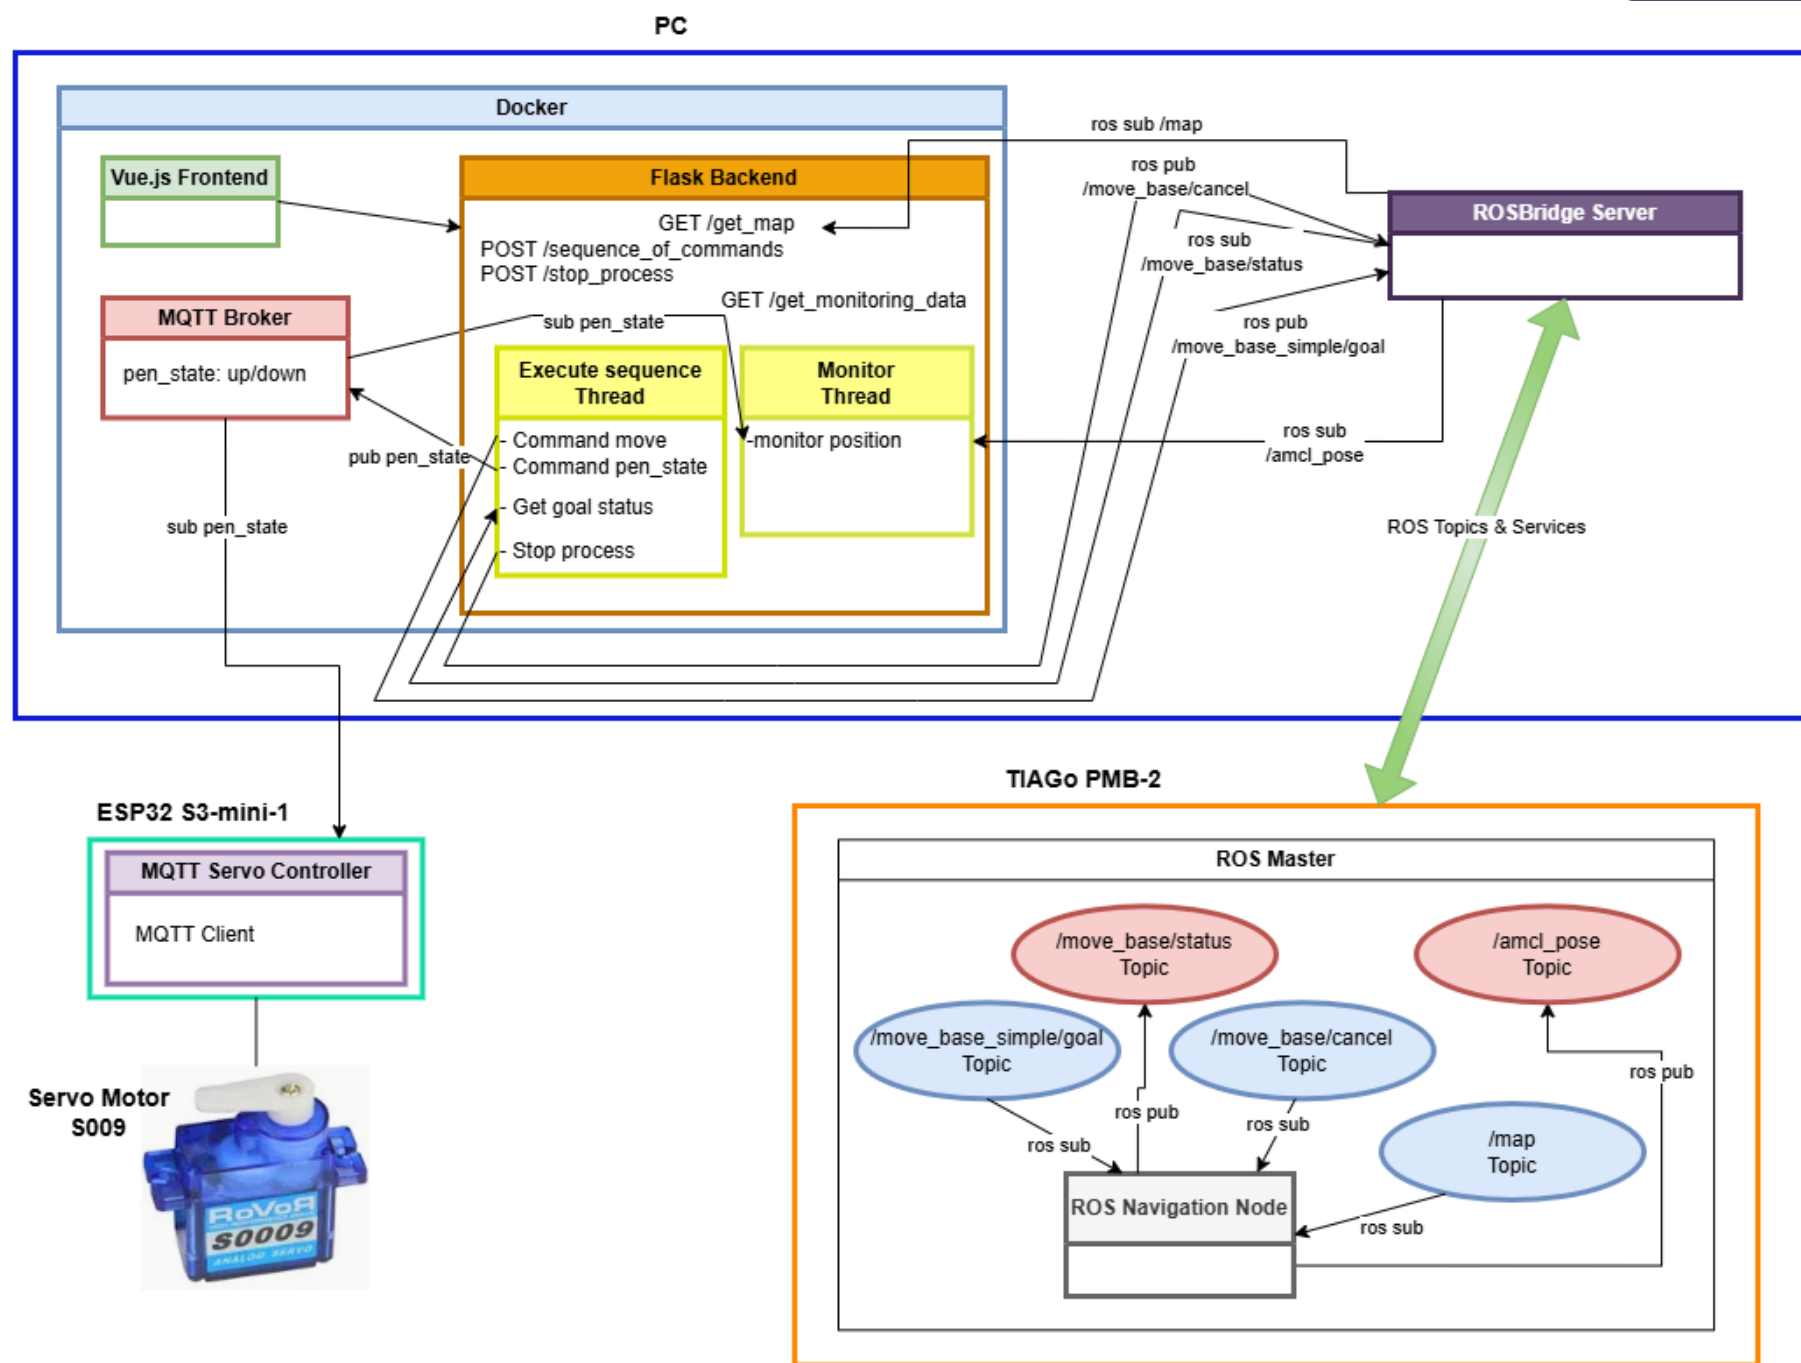 PC
Docker
Vue.js Frontend
Flask Backend
GET /get_map
POST /sequence_of_commands
POST /stop_process
GET /get_monitoring_data
MQTT Broker
pen_state: up/down
sub pen_state
Execute sequence
Thread
- Command move
- Command pen_state
- Get goal status
- Stop process
Monitor
Thread
-monitor position
pub pen_state
sub pen_state
ros sub /map
ros pub
/move_base/cancel
ros sub
/move_base/status
ros pub
/move_base_simple/goal
ROSBridge Server
ros sub
/amcl_pose
ROS Topics & Services
ESP32 S3-mini-1
MQTT Servo Controller
MQTT Client
Servo Motor
S009
RoVoR
S0009
ANALOG SERVO
TIAGo PMB-2
ROS Master
/move_base/status
Topic
/amcl_pose
Topic
/move_base_simple/goal
Topic
/move_base/cancel
Topic
/map
Topic
ros sub
ros pub
ros sub
ros pub
ros sub
ROS Navigation Node